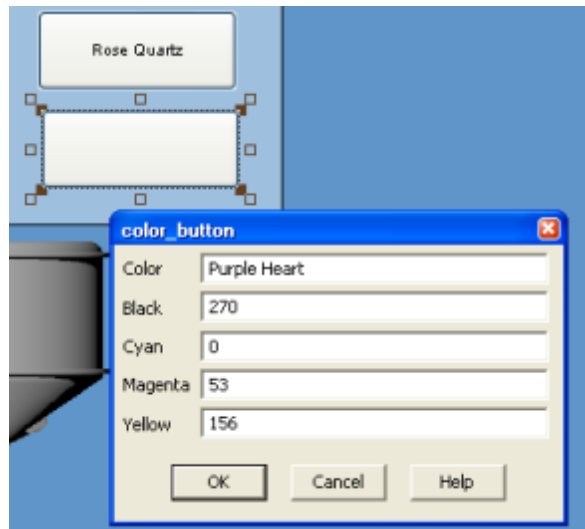 Rose Quartz
color_button
Color Purple Heart
Black 270
Cyan 0
Magenta 53
Yellow 156
OK Cancel Help